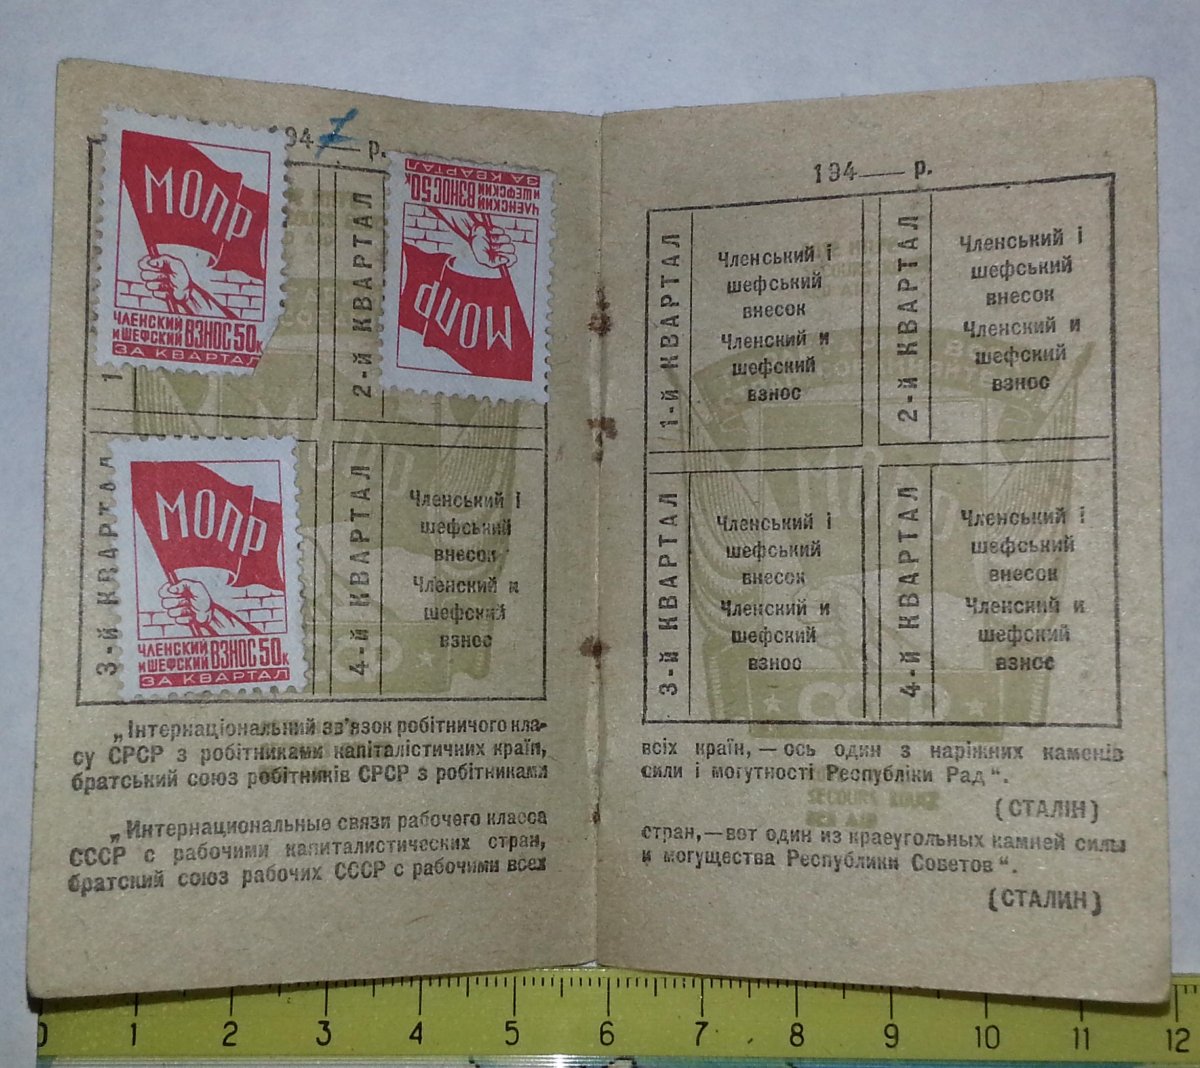 1947 р.
МОПР
ЧЛЕНСКИЙ
И ШЕФСКИЙ ВЗНОС 50К
ЗА КВАРТАЛ
1
2-й КВАРТАЛ
МОПР
ЧЛЕНСКИЙ
И ШЕФСКИЙ ВЗНОС 50К
ЗА КВАРТАЛ
3-й КВАРТАЛ
МОПР
ЧЛЕНСКИЙ
И ШЕФСКИЙ ВЗНОС 50К
ЗА КВАРТАЛ
4-й КВАРТАЛ
Членський і
шефський
внесок
Членский и
шефский
взнос
„Інтернаціональний зв'язок робітничого кла-
су СРСР з робітниками капіталістичних країн,
братський союз робітників СРСР з робітниками
„Интернациональные связи рабочего класса
СССР с рабочими капиталистических стран,
братский союз рабочих СССР с рабочими всех
194 р.
1-й КВАРТАЛ
Членський і
шефський
внесок
Членский и
шефский
взнос
2-й КВАРТАЛ
Членський і
шефський
внесок
Членский и
шефский
взнос
3-й КВАРТАЛ
Членський і
шефський
внесок
Членский и
шефский
взнос
4-й КВАРТАЛ
Членський і
шефський
внесок
Членский и
шефский
взнос
всіх країн, — ось один з наріжних каменів
сили і могутності Республіки Рад“.
(СТАЛІН)
стран, — вот один из краеугольных камней силы
и могущества Республики Советов“.
(СТАЛИН)
0 1 2 3 4 5 6 7 8 9 10 11 12